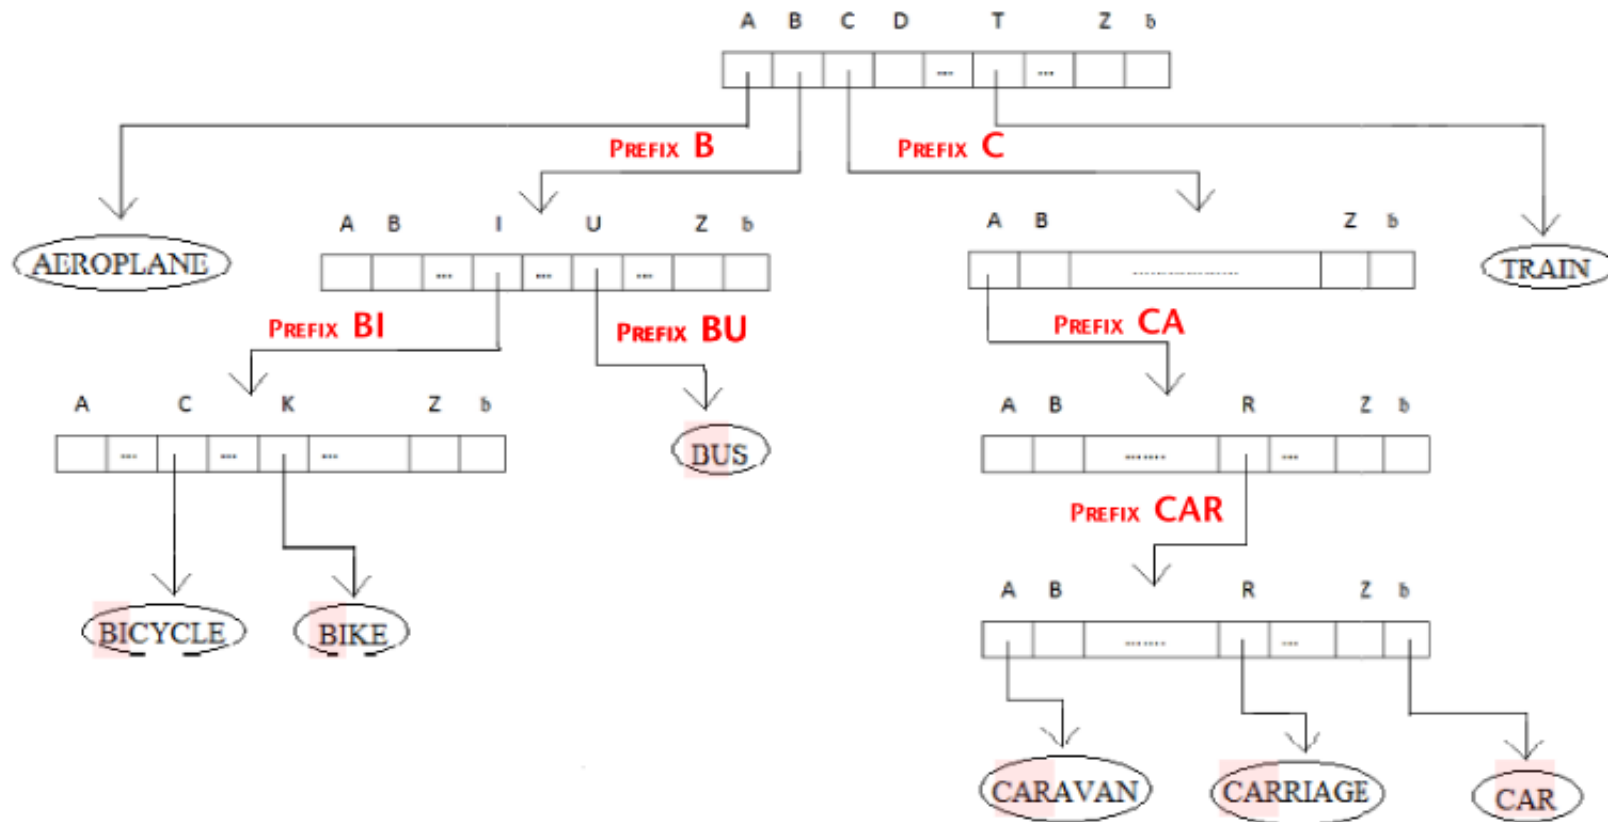 A B C D T Z b
... ...
PREFIX B PREFIX C
A B I U Z b
A B Z b
AEROPLANE
... ... ...
...................
TRAIN
PREFIX BI PREFIX BU
PREFIX CA
A C K Z b
A B R Z b
... ... ...
BUS
....... ...
PREFIX CAR
A B R Z b
BICYCLE BIKE
....... ...
CARAVAN CARRIAGE CAR